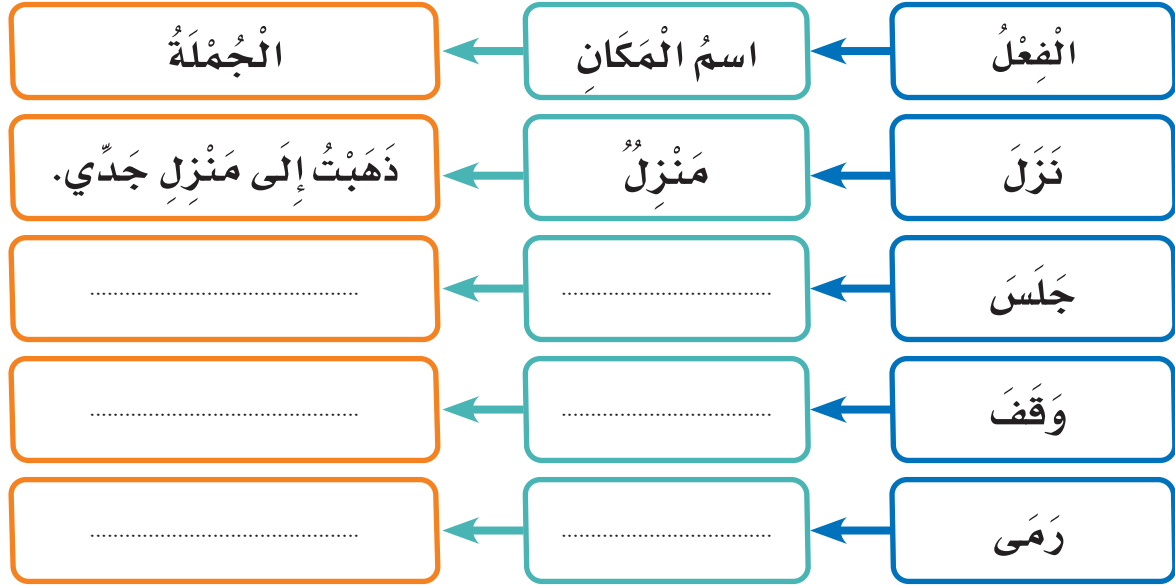 الْفِعْلُ اسمُ الْمَكَانِ الْجُمْلَةُ
نَزَلَ مَنْزِلٌ ذَهَبْتُ إِلَى مَنْزِلِ جَدِّي.
جَلَسَ ........................................ ........................................
وَقَفَ ........................................ ........................................
رَمَى ........................................ ........................................